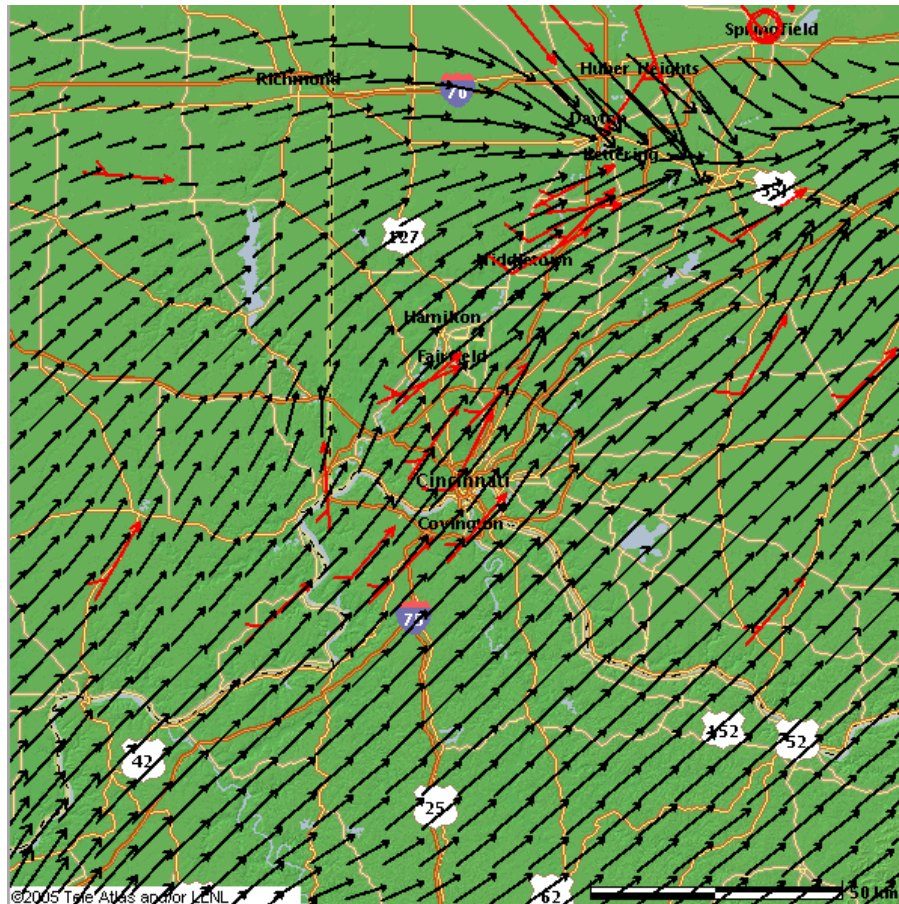 Springfield
Huber Heights
Richmond
70
Dayton
Kettering
35
127
Middletown
Hamilton
Fairfield
Cincinnati
Covington
75
52
42
25
62
50 km
©2005 Tele Atlas and/or LLNL